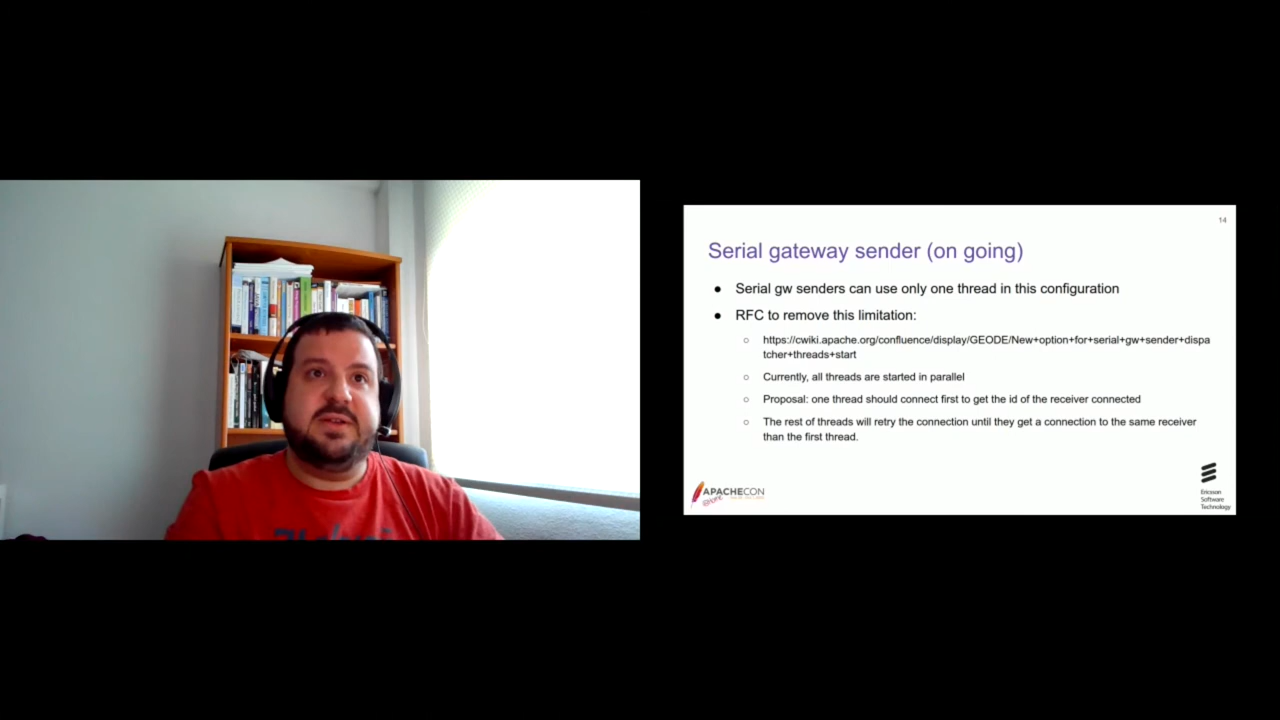 14
Serial gateway sender (on going)
● Serial gw senders can use only one thread in this configuration
● RFC to remove this limitation:
○ https://cwiki.apache.org/confluence/display/GEODE/New+option+for+serial+gw+sender+dispa
tcher+threads+start
○ Currently, all threads are started in parallel
○ Proposal: one thread should connect first to get the id of the receiver connected
○ The rest of threads will retry the connection until they get a connection to the same receiver
than the first thread.
APACHECON
Ericsson
Software
Technology